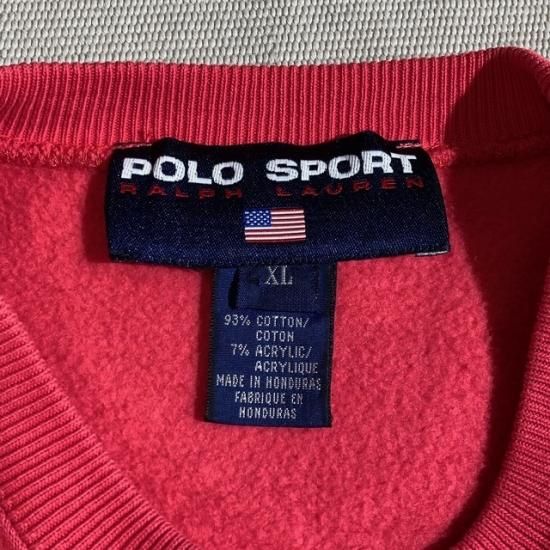 POLO SPORT
RALPH LAUREN
XL
93% COTTON/
COTON
7% ACRYLIC/
ACRYLIQUE
MADE IN HONDURAS
FABRIQUE EN
HONDURAS